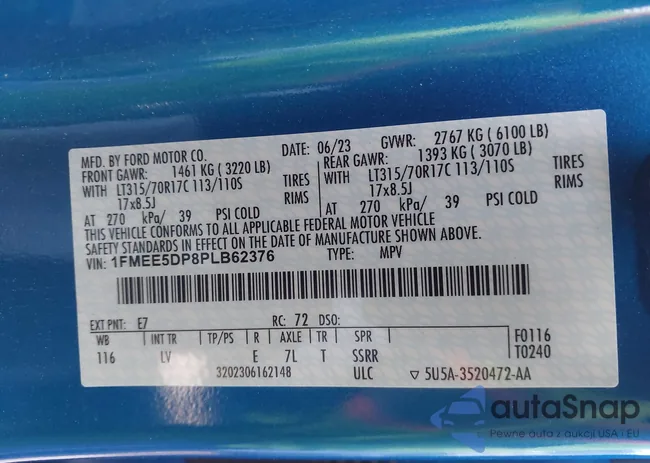 MFD. BY FORD MOTOR CO. DATE: 06/23 GVWR: 2767 KG ( 6100 LB)
FRONT GAWR: 1461 KG ( 3220 LB) REAR GAWR: 1393 KG ( 3070 LB)
WITH LT315/70R17C 113/110S TIRES WITH LT315/70R17C 113/110S TIRES
17x8.5J RIMS 17x8.5J RIMS
AT 270 kPa/ 39 PSI COLD AT 270 kPa/ 39 PSI COLD
THIS VEHICLE CONFORMS TO ALL APPLICABLE FEDERAL MOTOR VEHICLE
SAFETY STANDARDS IN EFFECT ON THE DATE OF MANUFACTURE SHOWN ABOVE.
VIN: 1FMEE5DP8PLB62376 TYPE: MPV
EXT PNT: E7 RC: 72 DSO:
WB INT TR TP/PS R AXLE TR SPR F0116
116 LV E 7L T SSRR T0240
3202306162148 ULC ▽ 5U5A-3520472-AA
autaSnap
Pewne auta z aukcji USA i EU